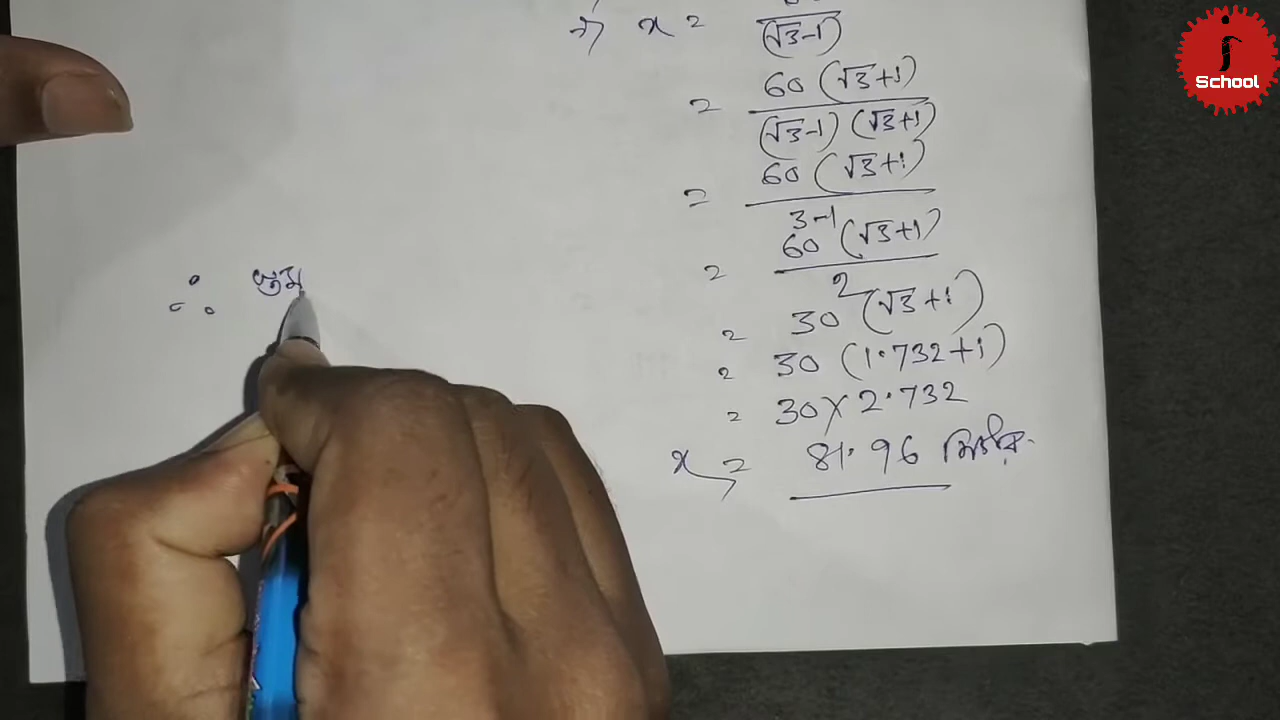 School
⇒ x =
(√3-1)
= 60 (√3+1)
(√3-1) (√3+1)
= 60 (√3+1)
3-1
= 60 (√3+1)
2
= 30 (√3+1)
= 30 (1.732+1)
= 30 × 2.732
x = 81.96 মিটার
∴